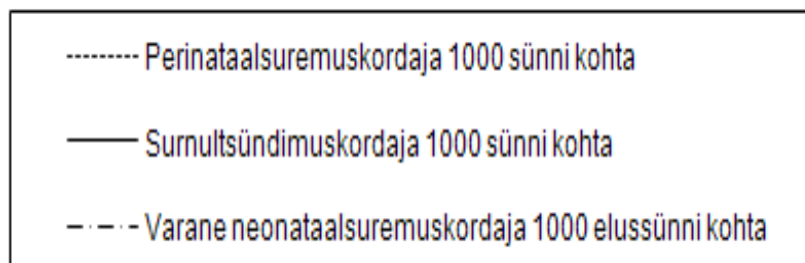 Perinataalsuremuskordaja 1000 sünni kohta
Surnultsündimuskordaja 1000 sünni kohta
Varane neonataalsuremuskordaja 1000 elussünni kohta